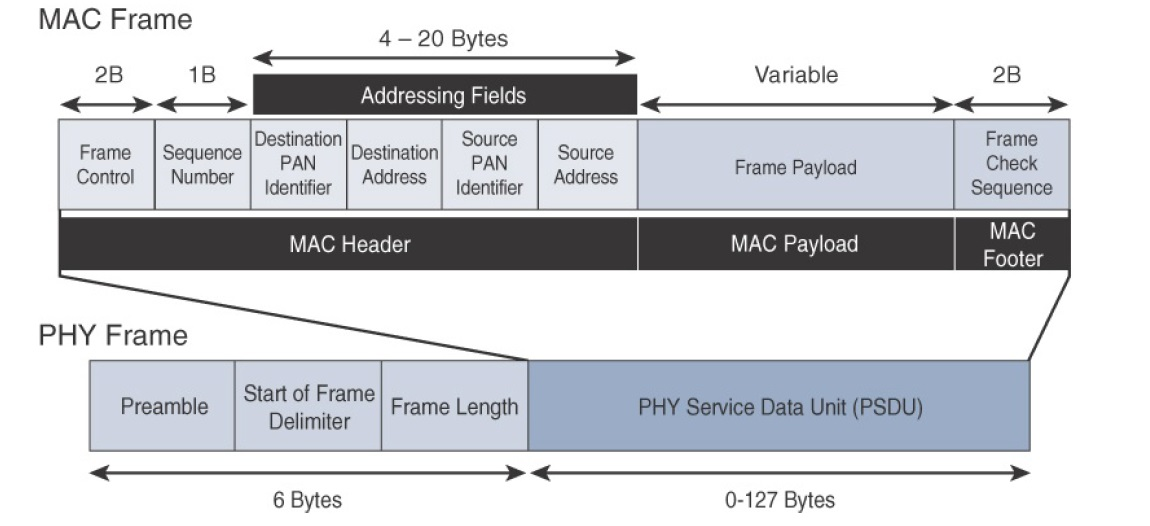 MAC Frame
4 – 20 Bytes
2B
1B
Variable
2B
Addressing Fields
Frame
Control
Sequence
Number
Destination
PAN
Identifier
Destination
Address
Source
PAN
Identifier
Source
Address
Frame Payload
Frame
Check
Sequence
MAC Header
MAC Payload
MAC
Footer
PHY Frame
Preamble
Start of Frame
Delimiter
Frame Length
PHY Service Data Unit (PSDU)
6 Bytes
0-127 Bytes